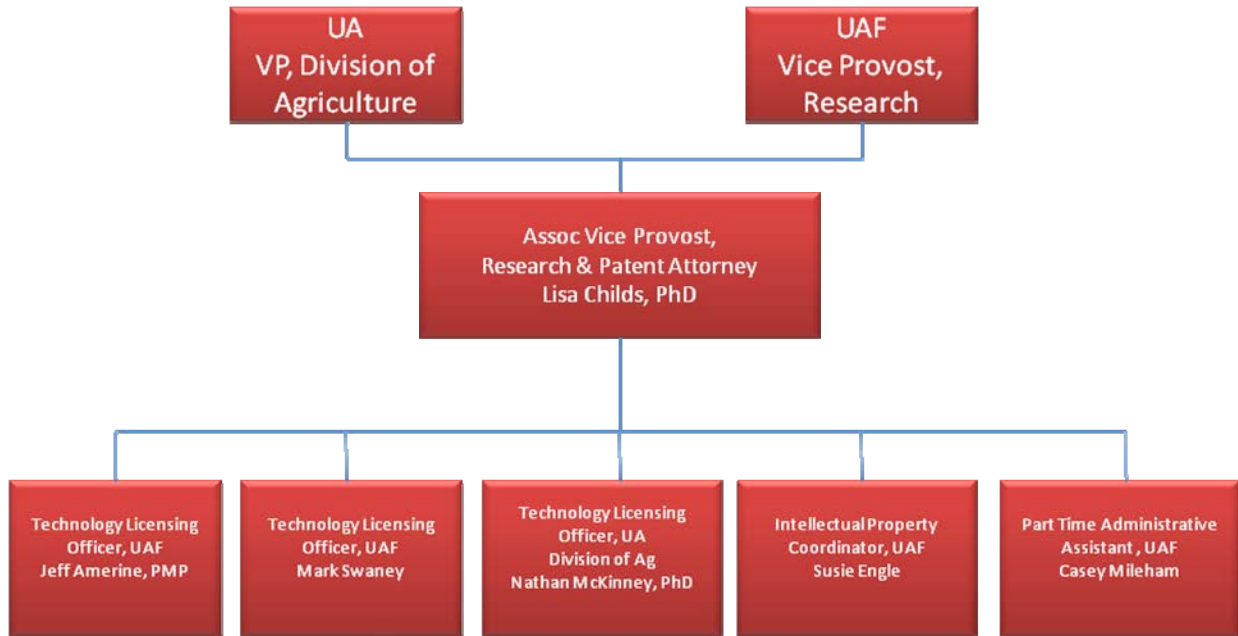 UA
VP, Division of
Agriculture
UAF
Vice Provost,
Research
Assoc Vice Provost,
Research & Patent Attorney
Lisa Childs, PhD
Technology Licensing
Officer, UAF
Jeff Amerine, PMP
Technology Licensing
Officer, UAF
Mark Swaney
Technology Licensing
Officer, UA
Division of Ag
Nathan McKinney, PhD
Intellectual Property
Coordinator, UAF
Susie Engle
Part Time Administrative
Assistant , UAF
Casey Mileham